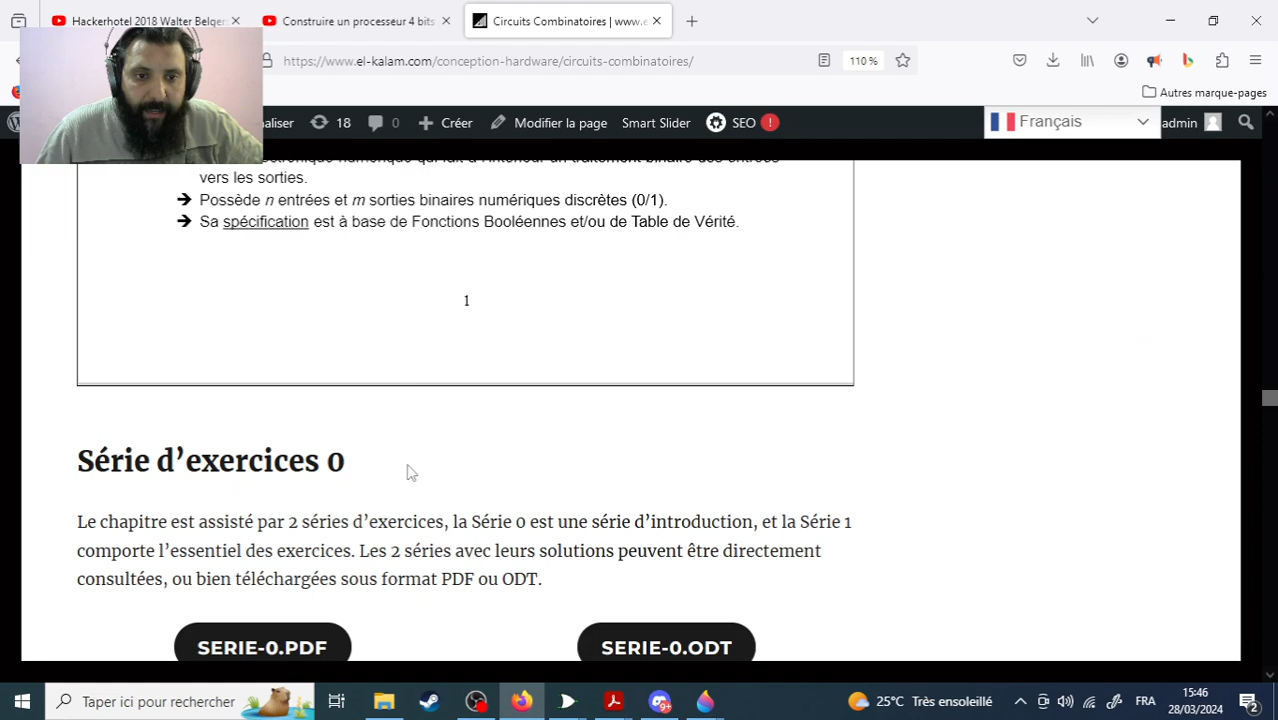 Hackerhotel 2018 Walter Belgers
Construire un processeur 4 bits
Circuits Combinatoires | www.e
https://www.el-kalam.com/conception-hardware/circuits-combinatoires/
110 %
Autres marque-pages
18
0
Créer
Modifier la page
Smart Slider
SEO
!
Français
admin
vers les sorties.
➔ Possède n entrées et m sorties binaires numériques discrètes (0/1).
➔ Sa spécification est à base de Fonctions Booléennes et/ou de Table de Vérité.
1
Série d'exercices 0
Le chapitre est assisté par 2 séries d'exercices, la Série 0 est une série d'introduction, et la Série 1
comporte l'essentiel des exercices. Les 2 séries avec leurs solutions peuvent être directement
consultées, ou bien téléchargées sous format PDF ou ODT.
SERIE-0.PDF
SERIE-0.ODT
Taper ici pour rechercher
9+
25°C Très ensoleillé
FRA
15:46
28/03/2024
2